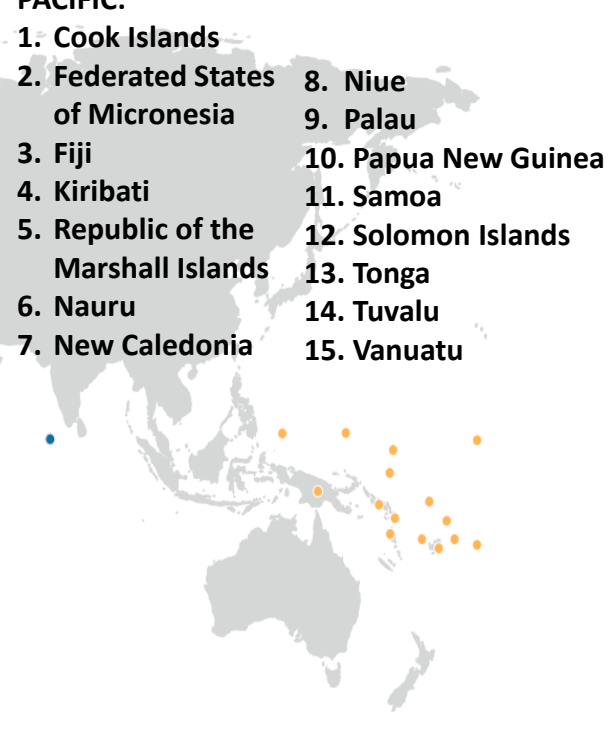 PACIFIC:
1. Cook Islands
2. Federated States
of Micronesia
3. Fiji
4. Kiribati
5. Republic of the
Marshall Islands
6. Nauru
7. New Caledonia
8. Niue
9. Palau
10. Papua New Guinea
11. Samoa
12. Solomon Islands
13. Tonga
14. Tuvalu
15. Vanuatu